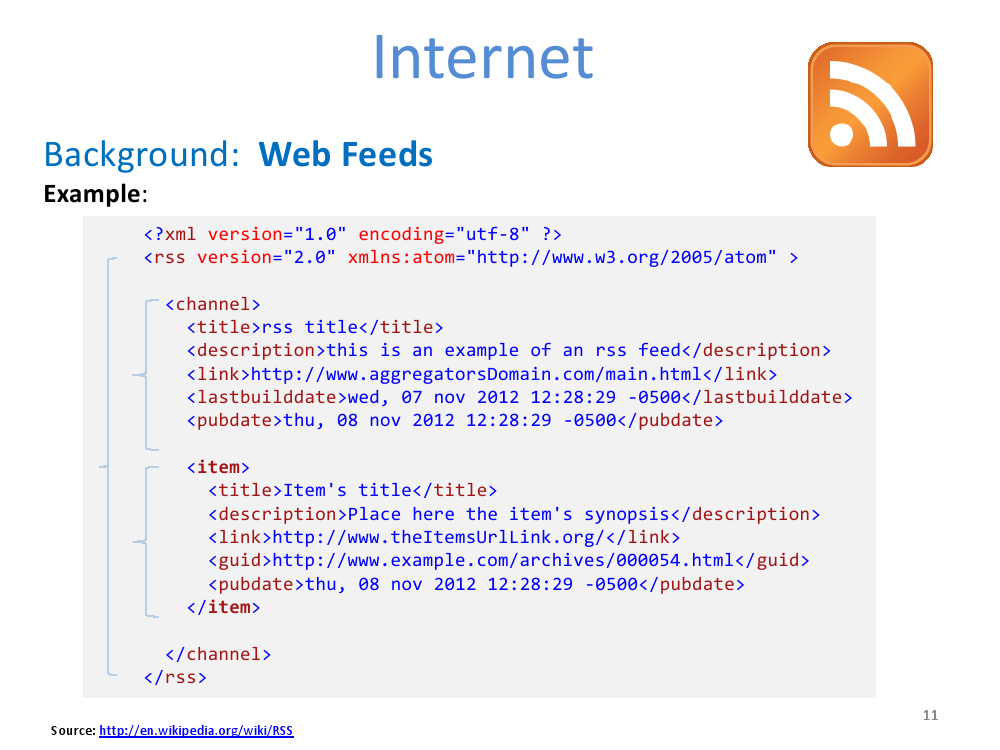 Internet
Background: Web Feeds
Example:
<?xml version="1.0" encoding="utf-8" ?>
<rss version="2.0" xmlns:atom="http://www.w3.org/2005/atom" >
<channel>
<title>rss title</title>
<description>this is an example of an rss feed</description>
<link>http://www.aggregatorsDomain.com/main.html</link>
<lastbuilddate>wed, 07 nov 2012 12:28:29 -0500</lastbuilddate>
<pubdate>thu, 08 nov 2012 12:28:29 -0500</pubdate>
<item>
<title>Item's title</title>
<description>Place here the item's synopsis</description>
<link>http://www.theItemsUrlLink.org/</link>
<guid>http://www.example.com/archives/000054.html</guid>
<pubdate>thu, 08 nov 2012 12:28:29 -0500</pubdate>
</item>
</channel>
</rss>
11
Source: http://en.wikipedia.org/wiki/RSS